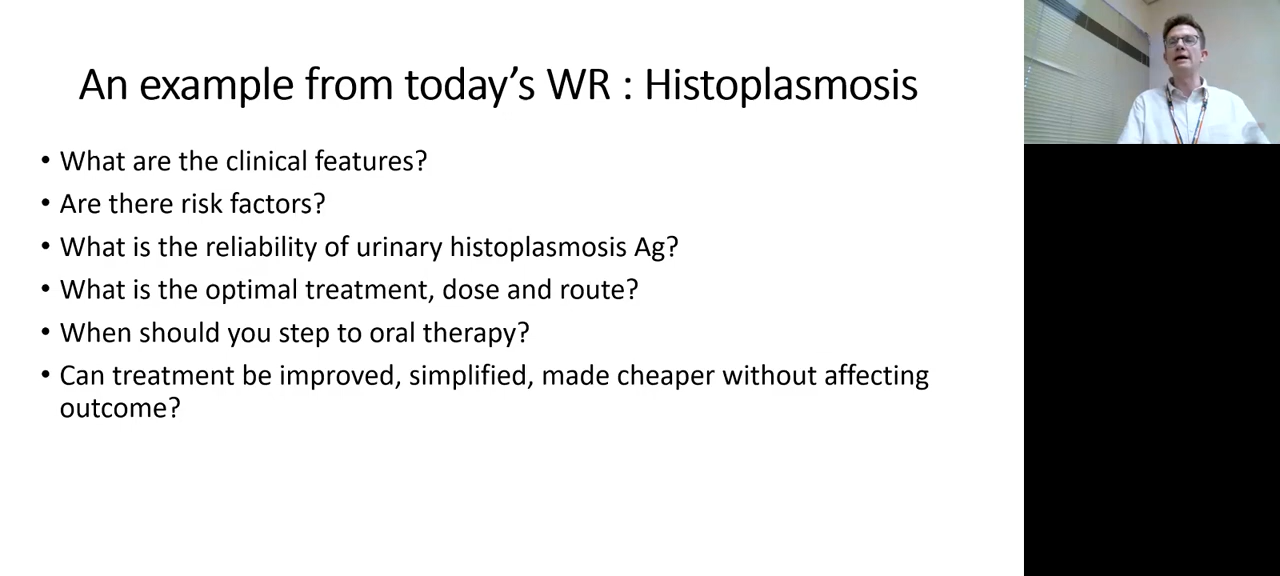 An example from today’s WR : Histoplasmosis
• What are the clinical features?
• Are there risk factors?
• What is the reliability of urinary histoplasmosis Ag?
• What is the optimal treatment, dose and route?
• When should you step to oral therapy?
• Can treatment be improved, simplified, made cheaper without affecting
outcome?